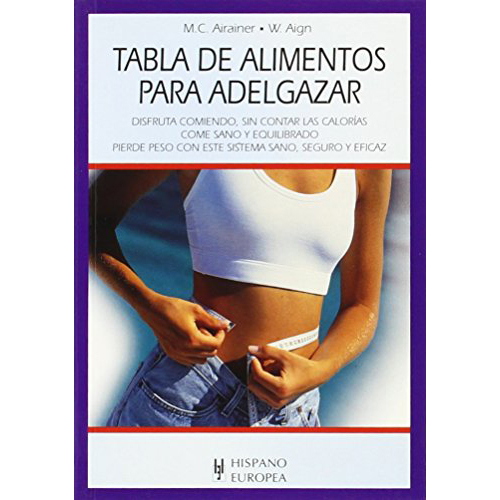 M.C. Airainer • W. Aign
TABLA DE ALIMENTOS
PARA ADELGAZAR
DISFRUTA COMIENDO, SIN CONTAR LAS CALORÍAS
COME SANO Y EQUILIBRADO
PIERDE PESO CON ESTE SISTEMA SANO, SEGURO Y EFICAZ
HISPANO
EUROPEA